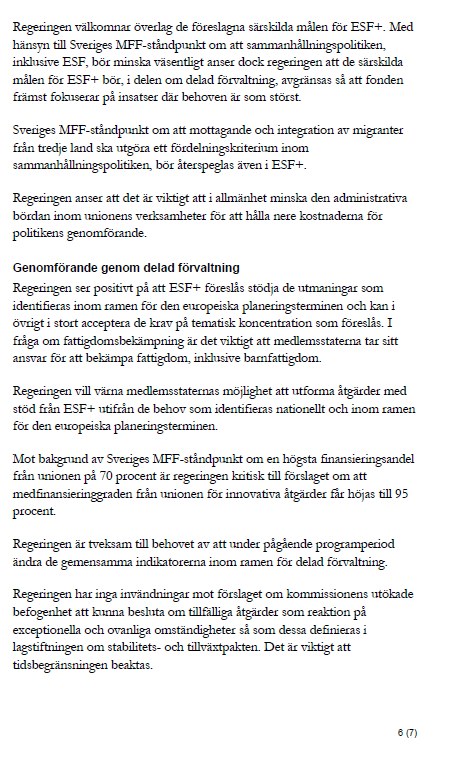 Regeringen välkomnar överlag de föreslagna särskilda målen för ESF+. Med
hänsyn till Sveriges MFF-ståndpunkt om att sammanhållningspolitiken,
inklusive ESF, bör minska väsentligt anser dock regeringen att de särskilda
målen för ESF+ bör, i delen om delad förvaltning, avgränsas så att fonden
främst fokuserar på insatser där behoven är som störst.
Sveriges MFF-ståndpunkt om att mottagande och integration av migranter
från tredje land ska utgöra ett fördelningskriterium inom
sammanhållningspolitiken, bör återspeglas även i ESF+.
Regeringen anser att det är viktigt att i allmänhet minska den administrativa
bördan inom unionens verksamheter för att hålla nere kostnaderna för
politikens genomförande.
Genomförande genom delad förvaltning
Regeringen ser positivt på att ESF+ föreslås stödja de utmaningar som
identifieras inom ramen för den europeiska planeringsterminen och kan i
övrigt i stort acceptera de krav på tematisk koncentration som föreslås. I
fråga om fattigdomsbekämpning är det viktigt att medlemsstaterna tar sitt
ansvar för att bekämpa fattigdom, inklusive barnfattigdom.
Regeringen vill värna medlemsstaternas möjlighet att utforma åtgärder med
stöd från ESF+ utifrån de behov som identifieras nationellt och inom ramen
för den europeiska planeringsterminen.
Mot bakgrund av Sveriges MFF-ståndpunkt om en högsta finansieringsandel
från unionen på 70 procent är regeringen kritisk till förslaget om att
medfinansieringgraden från unionen för innovativa åtgärder får höjas till 95
procent.
Regeringen är tveksam till behovet av att under pågående programperiod
ändra de gemensamma indikatorerna inom ramen för delad förvaltning.
Regeringen har inga invändningar mot förslaget om kommissionens utökade
befogenhet att kunna besluta om tillfälliga åtgärder som reaktion på
exceptionella och ovanliga omständigheter så som dessa definieras i
lagstiftningen om stabilitets- och tillväxtpakten. Det är viktigt att
tidsbegränsningen beaktas.
6 (7)